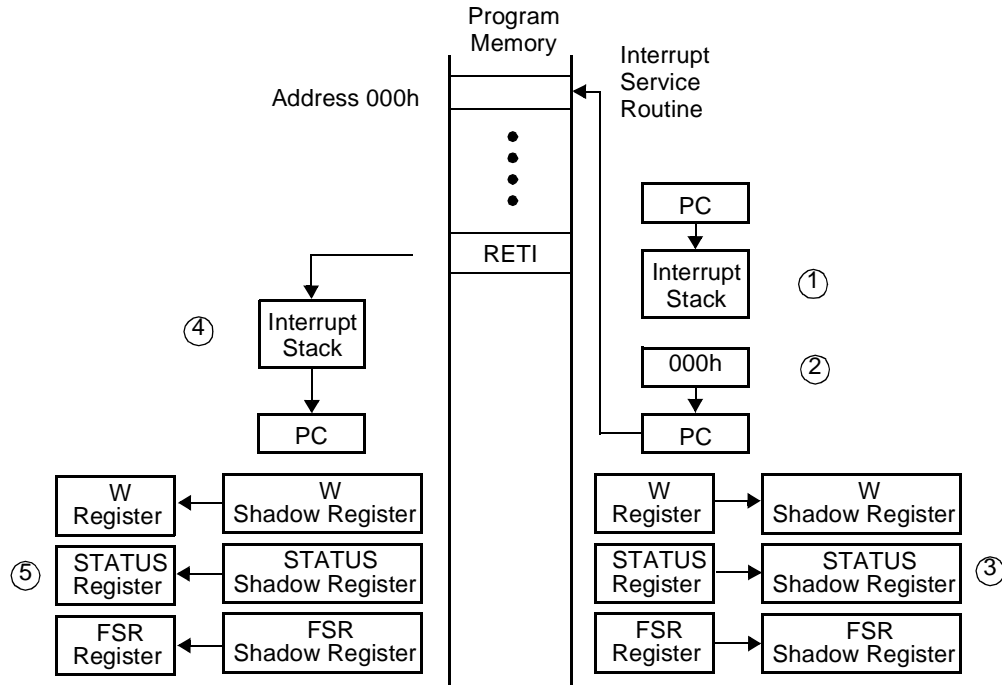 Program
Memory
Interrupt
Service
Routine
Address 000h
PC
RETI
Interrupt
Stack
1
Interrupt
Stack
4
000h
2
PC
PC
W
Register
W
Shadow Register
W
Register
W
Shadow Register
5
STATUS
Register
STATUS
Shadow Register
STATUS
Register
STATUS
Shadow Register
3
FSR
Register
FSR
Shadow Register
FSR
Register
FSR
Shadow Register